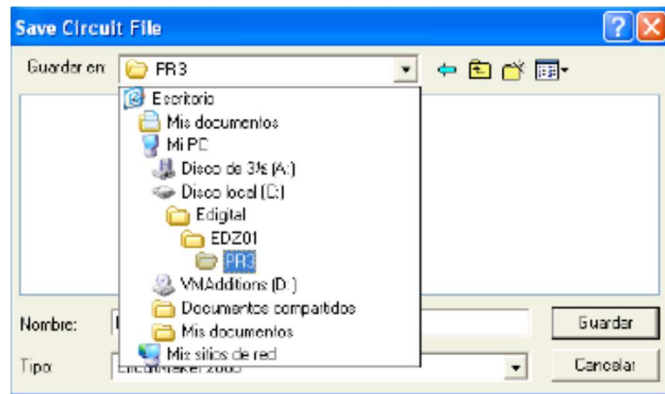 Save Circuit File
Guardar en: PR3
Escritorio
Mis documentos
Mi PC
Disco de 3½ (A:)
Disco local (C:)
Edigital
EDZ01
PR3
VMAdditions (D:)
Documentos compartidos
Mis documentos
Mis sitios de red
Nombre:
Guardar
Tipo:
Cancelar